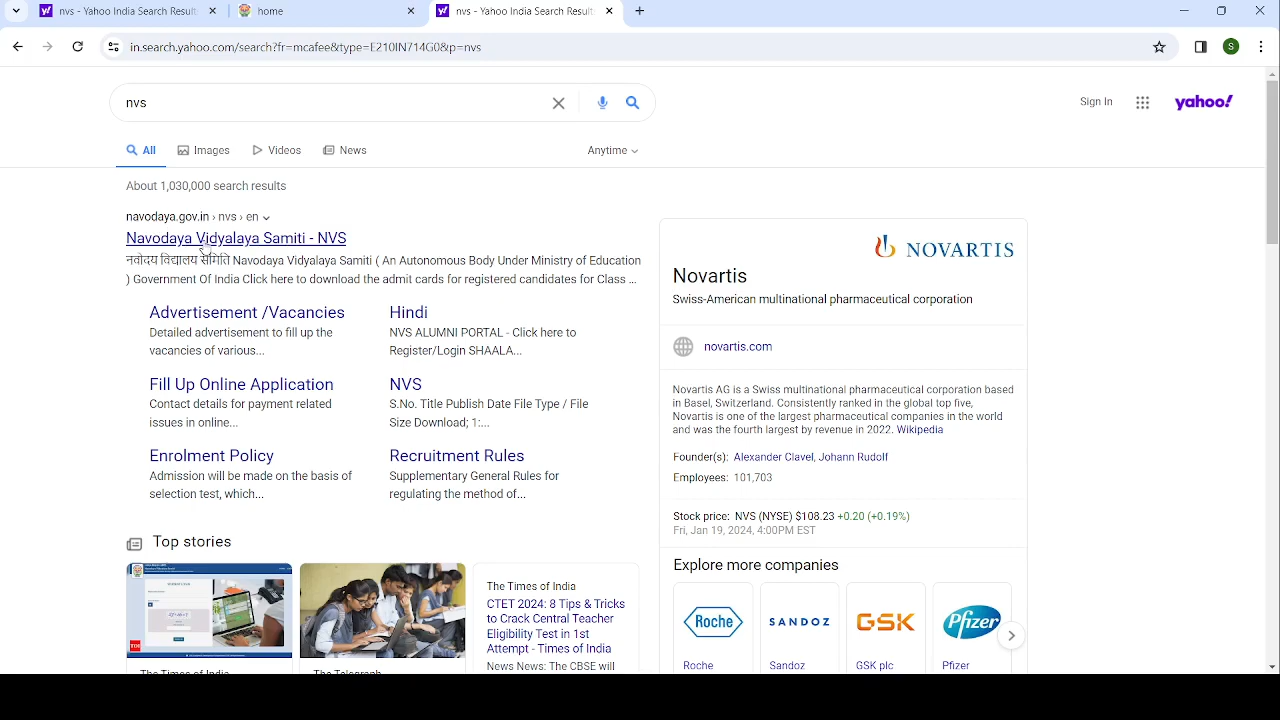 nvs - Yahoo India Search Result
home
nvs - Yahoo India Search Result
in.search.yahoo.com/search?fr=mcafee&type=E210IN714G0&p=nvs
S
nvs
Sign In
yahoo!
All
Images
Videos
News
Anytime
About 1,030,000 search results
navodaya.gov.in › nvs › en
Navodaya Vidyalaya Samiti - NVS
नवोदय विद्यालय समिति Navodaya Vidyalaya Samiti ( An Autonomous Body Under Ministry of Education
) Government Of India Click here to download the admit cards for registered candidates for Class ...
Advertisement /Vacancies
Detailed advertisement to fill up the
vacancies of various...
Hindi
NVS ALUMNI PORTAL - Click here to
Register/Login SHAALA...
Fill Up Online Application
Contact details for payment related
issues in online...
NVS
S.No. Title Publish Date File Type / File
Size Download; 1:...
Enrolment Policy
Admission will be made on the basis of
selection test, which...
Recruitment Rules
Supplementary General Rules for
regulating the method of...
Top stories
The Times of India
The Telegraph
The Times of India
CTET 2024: 8 Tips & Tricks
to Crack Central Teacher
Eligibility Test in 1st
Attempt - Times of India
News News: The CBSE will
NOVARTIS
Novartis
Swiss-American multinational pharmaceutical corporation
novartis.com
Novartis AG is a Swiss multinational pharmaceutical corporation based
in Basel, Switzerland. Consistently ranked in the global top five,
Novartis is one of the largest pharmaceutical companies in the world
and was the fourth largest by revenue in 2022. Wikipedia
Founder(s): Alexander Clavel, Johann Rudolf
Employees: 101,703
Stock price: NVS (NYSE) $108.23 +0.20 (+0.19%)
Fri, Jan 19, 2024, 4:00PM EST
Explore more companies
Roche
SANDOZ
GSK
Pfizer
Roche
Sandoz
GSK plc
Pfizer